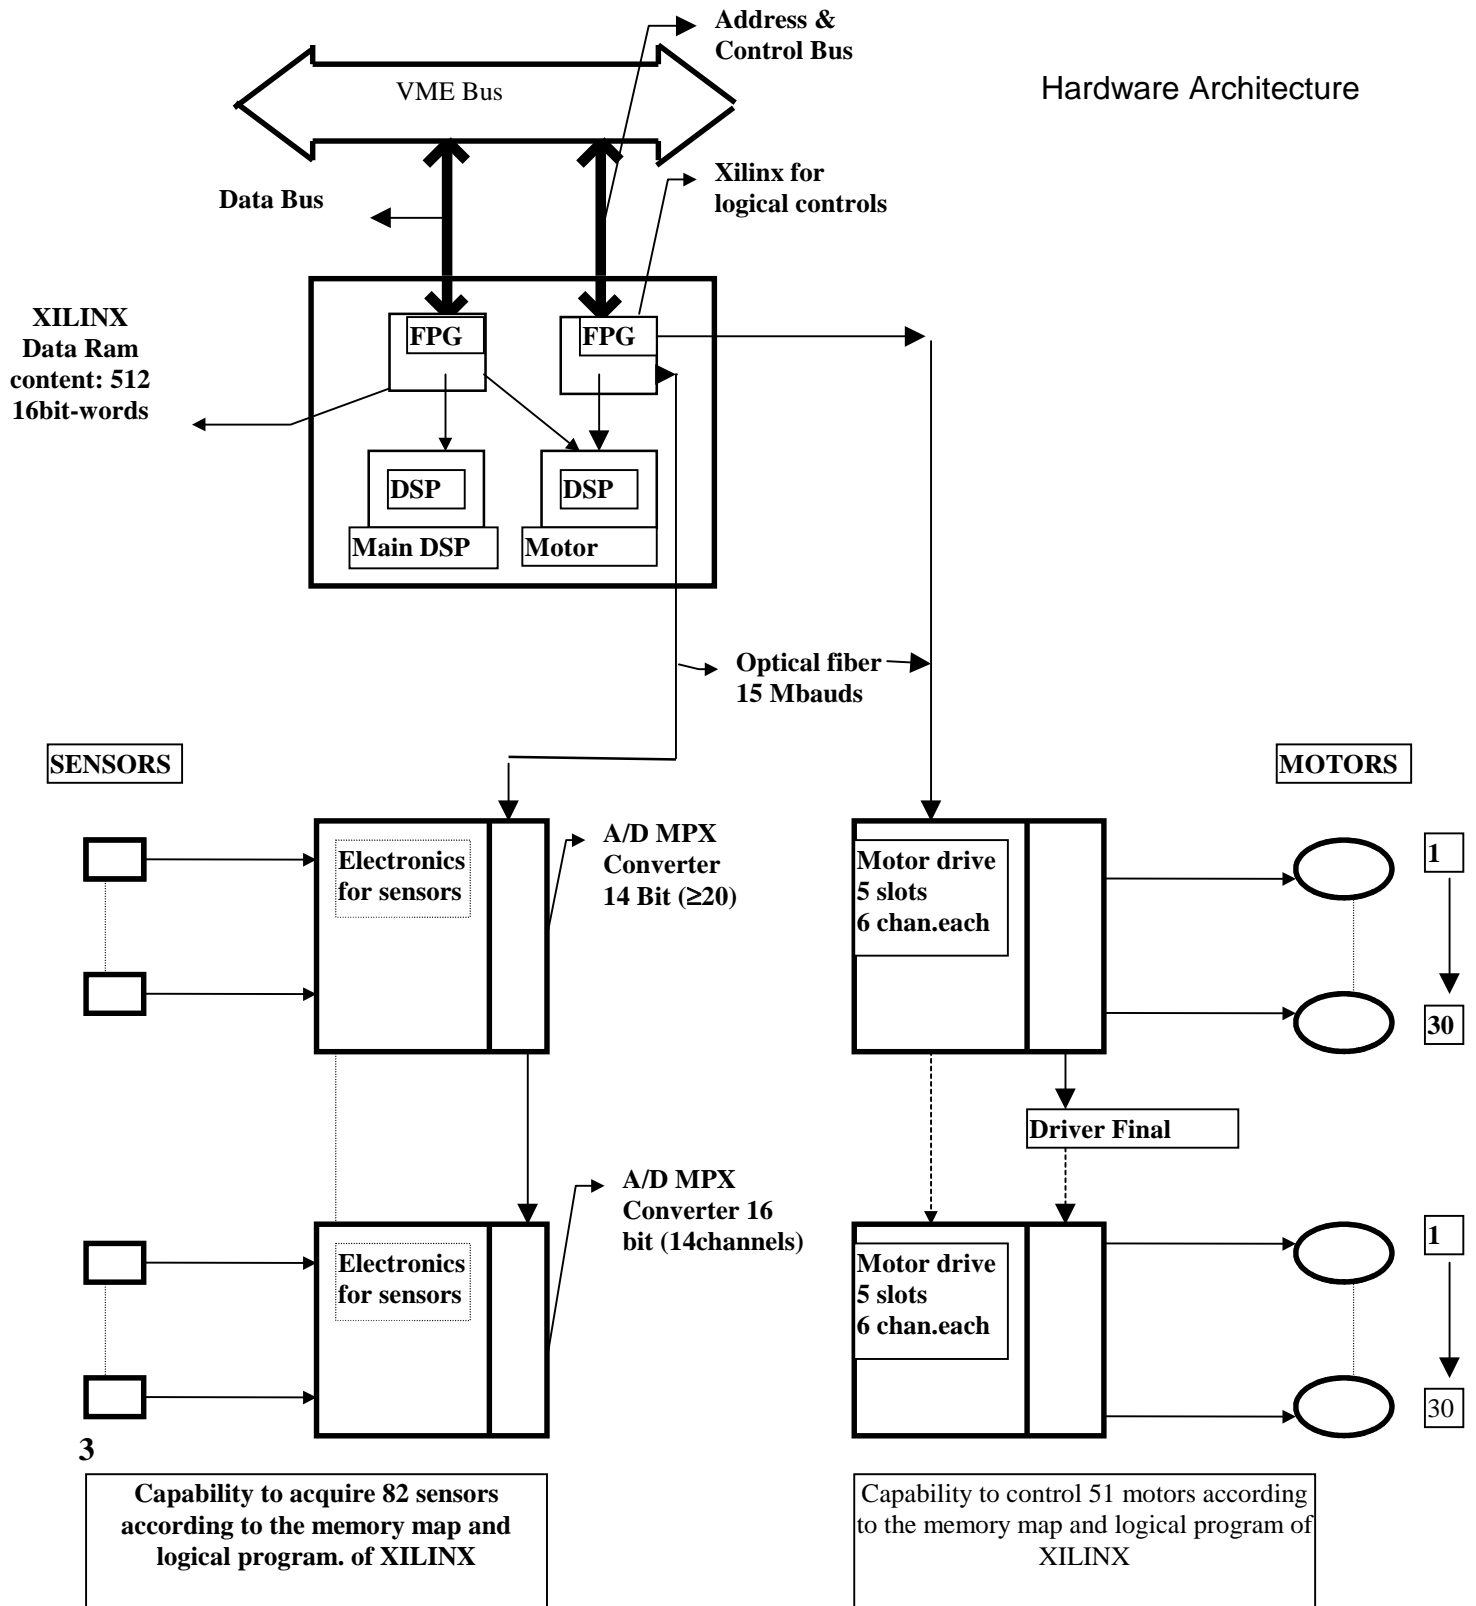 Address &
Control Bus
Hardware Architecture
VME Bus
Xilinx for
logical controls
Data Bus
XILINX
Data Ram
content: 512
16bit-words
FPG
FPG
DSP
DSP
Main DSP
Motor
Optical fiber
15 Mbauds
SENSORS
MOTORS
A/D MPX
Converter
14 Bit (≥20)
Electronics
for sensors
Motor drive
5 slots
6 chan.each
1
30
Driver Final
A/D MPX
Converter 16
bit (14channels)
Electronics
for sensors
Motor drive
5 slots
6 chan.each
1
30
3
Capability to acquire 82 sensors
according to the memory map and
logical program. of XILINX
Capability to control 51 motors according
to the memory map and logical program of
XILINX